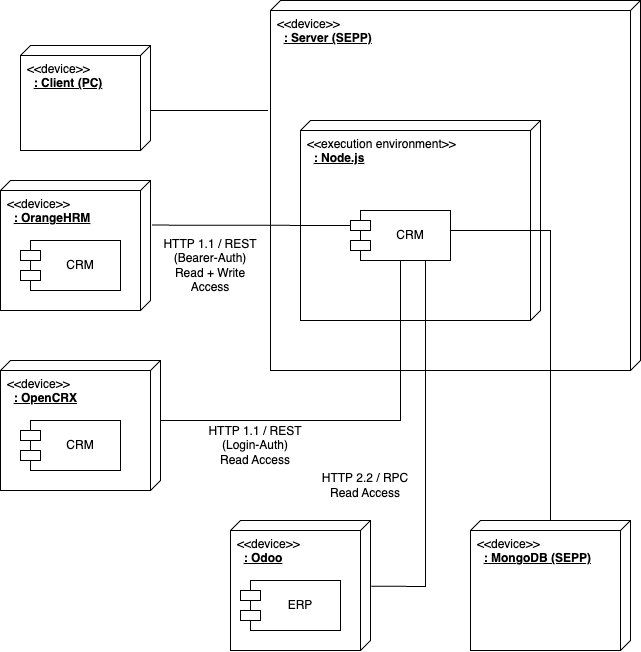 <<device>>
: Server (SEPP)
<<device>>
: Client (PC)
<<execution environment>>
: Node.js
CRM
<<device>>
: OrangeHRM
CRM
HTTP 1.1 / REST
(Bearer-Auth)
Read + Write
Access
<<device>>
: OpenCRX
CRM
HTTP 1.1 / REST
(Login-Auth)
Read Access
HTTP 2.2 / RPC
Read Access
<<device>>
: Odoo
ERP
<<device>>
: MongoDB (SEPP)